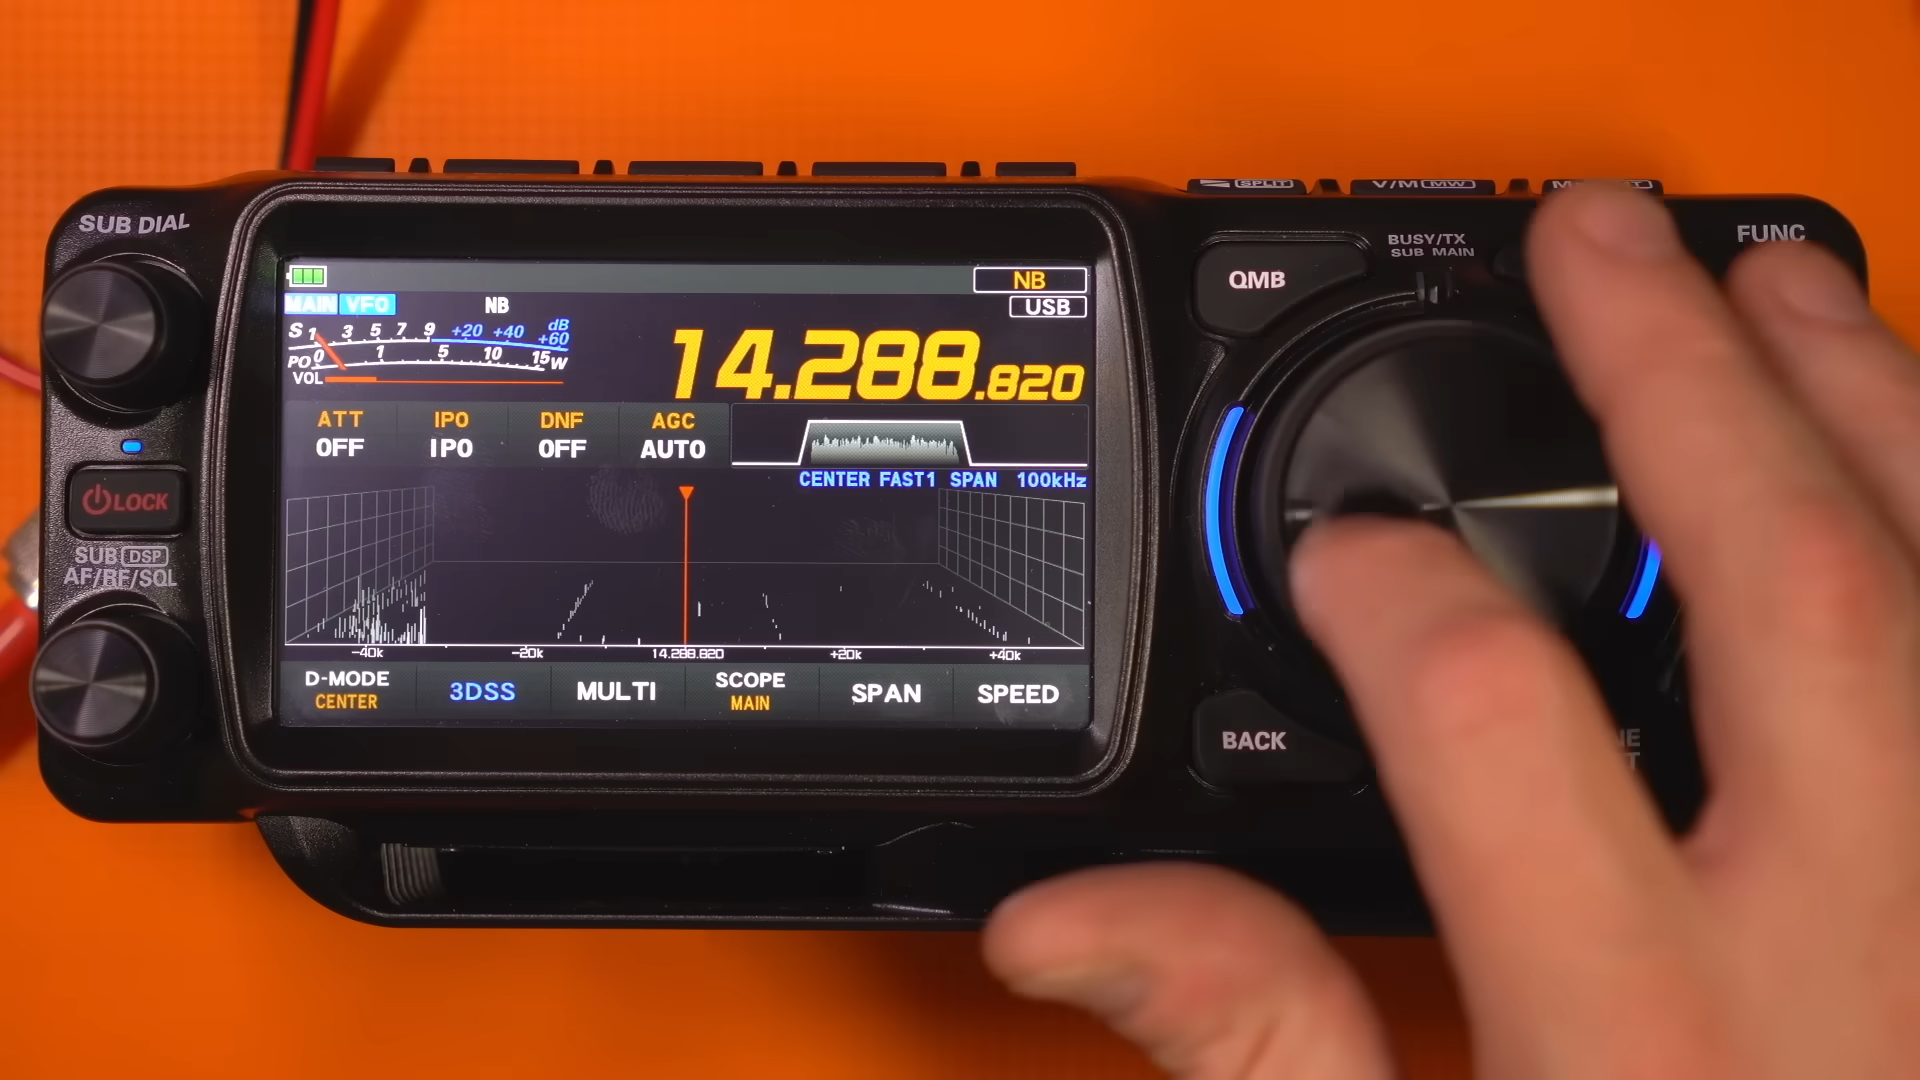 SPLIT V/M MW
SUB DIAL
BUSY/TX
SUB MAIN
FUNC
QMB
NB
MAIN VFO NB USB
S 1 3 5 7 9 +20 +40 +60 dB
PO 0 1 5 10 15 W
VOL
14.288.820
ATT IPO DNF AGC
OFF IPO OFF AUTO
CENTER FAST1 SPAN 100kHz
LOCK
SUB DSP
AF/RF/SQL
-40k -20k 14.288.820 +20k +40k
D-MODE 3DSS MULTI SCOPE SPAN SPEED
CENTER MAIN
BACK